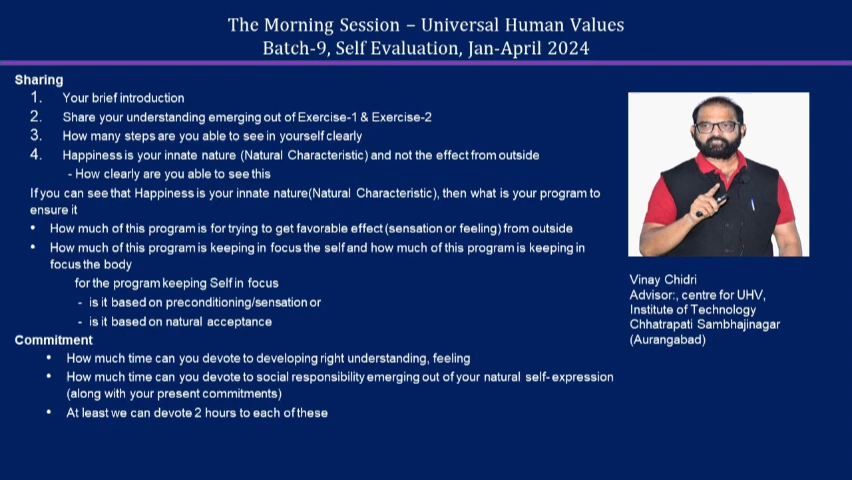 The Morning Session – Universal Human Values
Batch-9, Self Evaluation, Jan-April 2024
Sharing
1. Your brief introduction
2. Share your understanding emerging out of Exercise-1 & Exercise-2
3. How many steps are you able to see in yourself clearly
4. Happiness is your innate nature (Natural Characteristic) and not the effect from outside
- How clearly are you able to see this
If you can see that Happiness is your innate nature(Natural Characteristic), then what is your program to
ensure it
• How much of this program is for trying to get favorable effect (sensation or feeling) from outside
• How much of this program is keeping in focus the self and how much of this program is keeping in
focus the body
for the program keeping Self in focus
- is it based on preconditioning/sensation or
- is it based on natural acceptance
Commitment
• How much time can you devote to developing right understanding, feeling
• How much time can you devote to social responsibility emerging out of your natural self-expression
(along with your present commitments)
• At least we can devote 2 hours to each of these
Vinay Chidri
Advisor:, centre for UHV,
Institute of Technology
Chhatrapati Sambhajinagar
(Aurangabad)